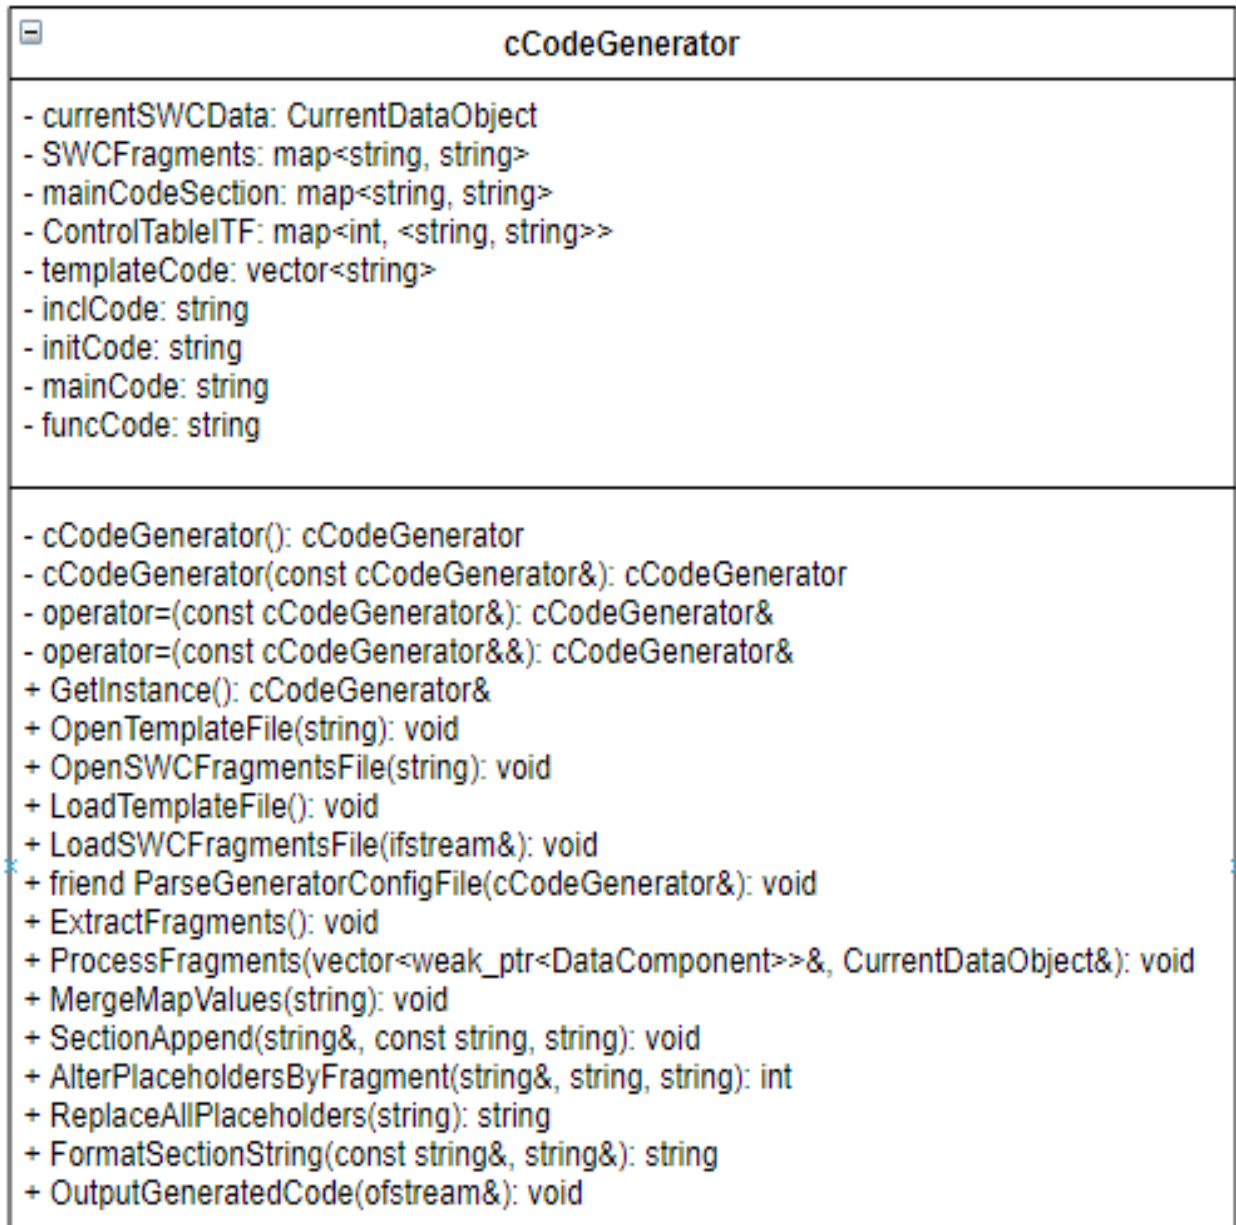 cCodeGenerator
- currentSWCData: CurrentDataObject
- SWCFragments: map<string, string>
- mainCodeSection: map<string, string>
- ControlTableITF: map<int, <string, string>>
- templateCode: vector<string>
- inclCode: string
- initCode: string
- mainCode: string
- funcCode: string
- cCodeGenerator(): cCodeGenerator
- cCodeGenerator(const cCodeGenerator&): cCodeGenerator
- operator=(const cCodeGenerator&): cCodeGenerator&
- operator=(const cCodeGenerator&&): cCodeGenerator&
+ GetInstance(): cCodeGenerator&
+ OpenTemplateFile(string): void
+ OpenSWCFragmentsFile(string): void
+ LoadTemplateFile(): void
+ LoadSWCFragmentsFile(ifstream&): void
+ friend ParseGeneratorConfigFile(cCodeGenerator&): void
+ ExtractFragments(): void
+ ProcessFragments(vector<weak_ptr<DataComponent>>&, CurrentDataObject&): void
+ MergeMapValues(string): void
+ SectionAppend(string&, const string, string): void
+ AlterPlaceholdersByFragment(string&, string, string): int
+ ReplaceAllPlaceholders(string): string
+ FormatSectionString(const string&, string&): string
+ OutputGeneratedCode(ofstream&): void